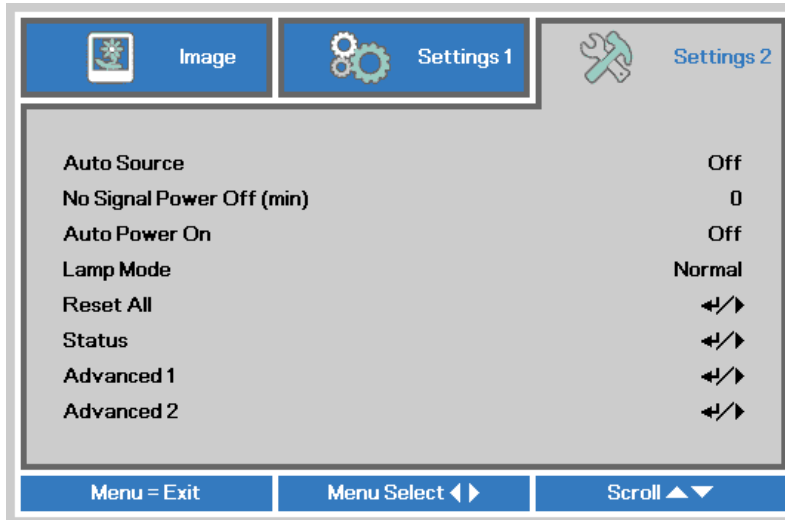 Image
Settings 1
Settings 2
Auto Source Off
No Signal Power Off (min) 0
Auto Power On Off
Lamp Mode Normal
Reset All ↵/▶
Status ↵/▶
Advanced 1 ↵/▶
Advanced 2 ↵/▶
Menu = Exit
Menu Select ◀▶
Scroll ▲▼